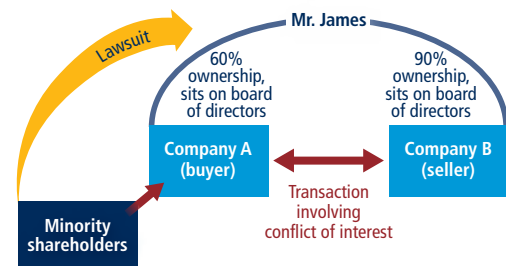 Mr. James
Lawsuit
60%
ownership,
sits on board
of directors
90%
ownership,
sits on board
of directors
Company A
(buyer)
Company B
(seller)
Transaction
involving
conflict of interest
Minority
shareholders